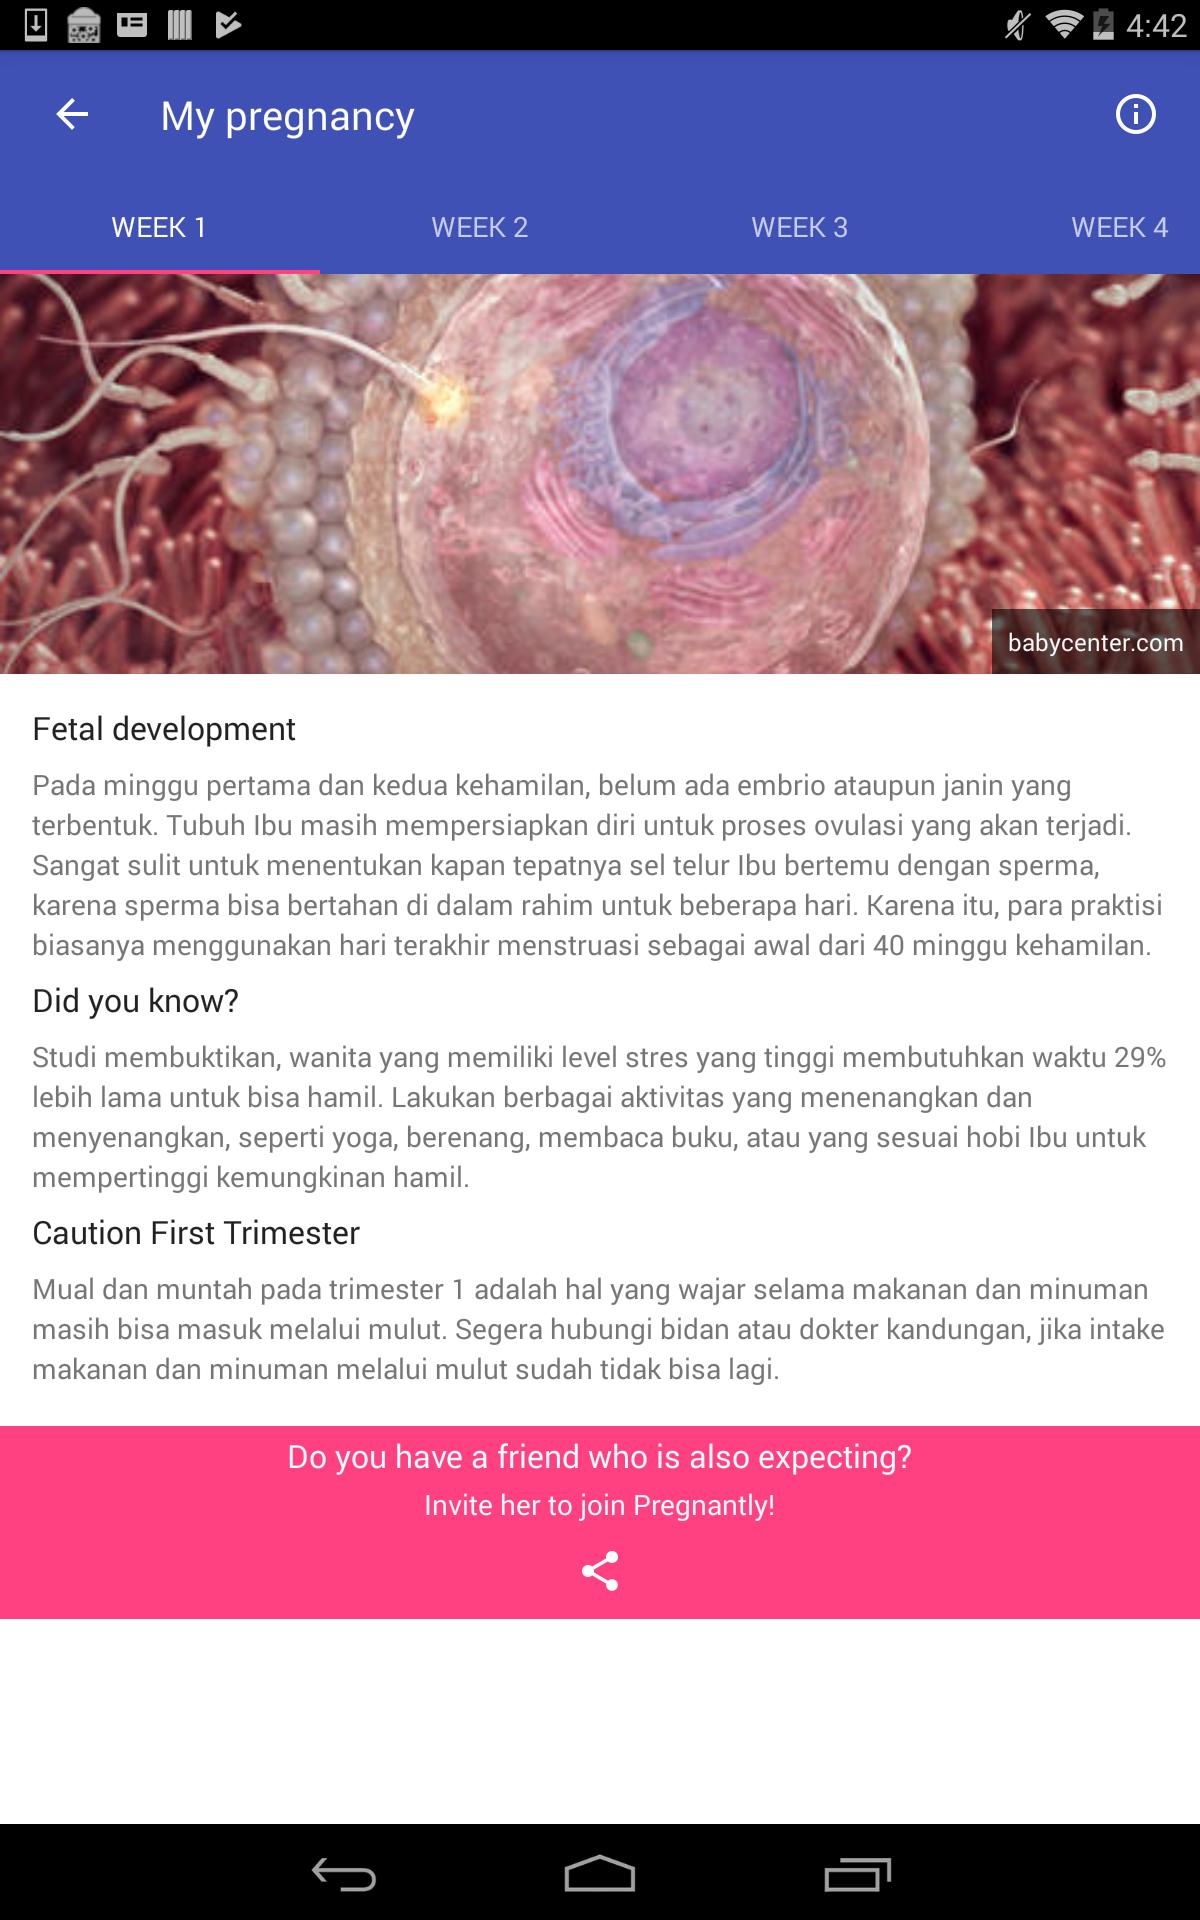 4:42
My pregnancy
WEEK 1 WEEK 2 WEEK 3 WEEK 4
babycenter.com
Fetal development
Pada minggu pertama dan kedua kehamilan, belum ada embrio ataupun janin yang
terbentuk. Tubuh Ibu masih mempersiapkan diri untuk proses ovulasi yang akan terjadi.
Sangat sulit untuk menentukan kapan tepatnya sel telur Ibu bertemu dengan sperma,
karena sperma bisa bertahan di dalam rahim untuk beberapa hari. Karena itu, para praktisi
biasanya menggunakan hari terakhir menstruasi sebagai awal dari 40 minggu kehamilan.
Did you know?
Studi membuktikan, wanita yang memiliki level stres yang tinggi membutuhkan waktu 29%
lebih lama untuk bisa hamil. Lakukan berbagai aktivitas yang menenangkan dan
menyenangkan, seperti yoga, berenang, membaca buku, atau yang sesuai hobi Ibu untuk
mempertinggi kemungkinan hamil.
Caution First Trimester
Mual dan muntah pada trimester 1 adalah hal yang wajar selama makanan dan minuman
masih bisa masuk melalui mulut. Segera hubungi bidan atau dokter kandungan, jika intake
makanan dan minuman melalui mulut sudah tidak bisa lagi.
Do you have a friend who is also expecting?
Invite her to join Pregnantly!